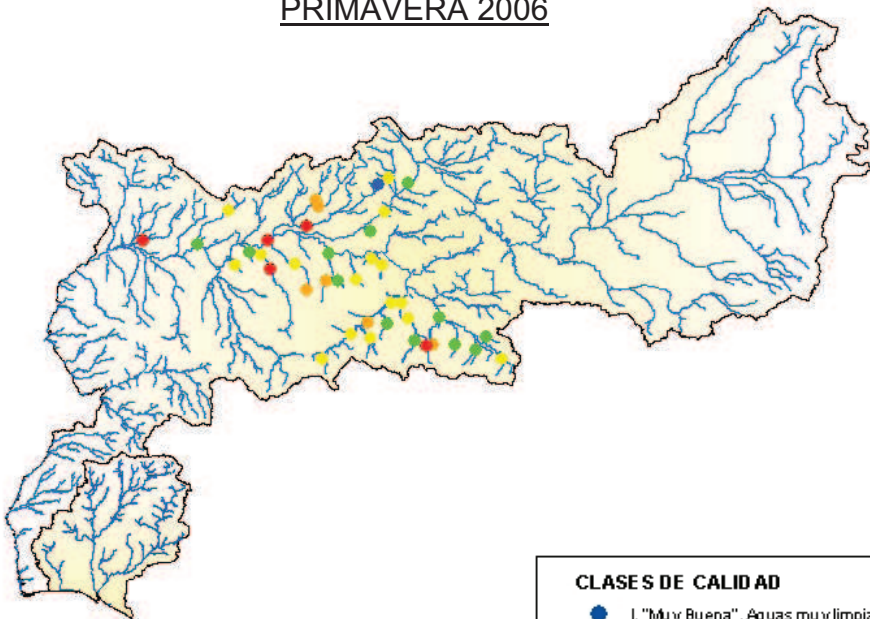 PRIMAVERA 2006
CLASES DE CALIDAD
I. "Muy Buena". Aguas muy limpia